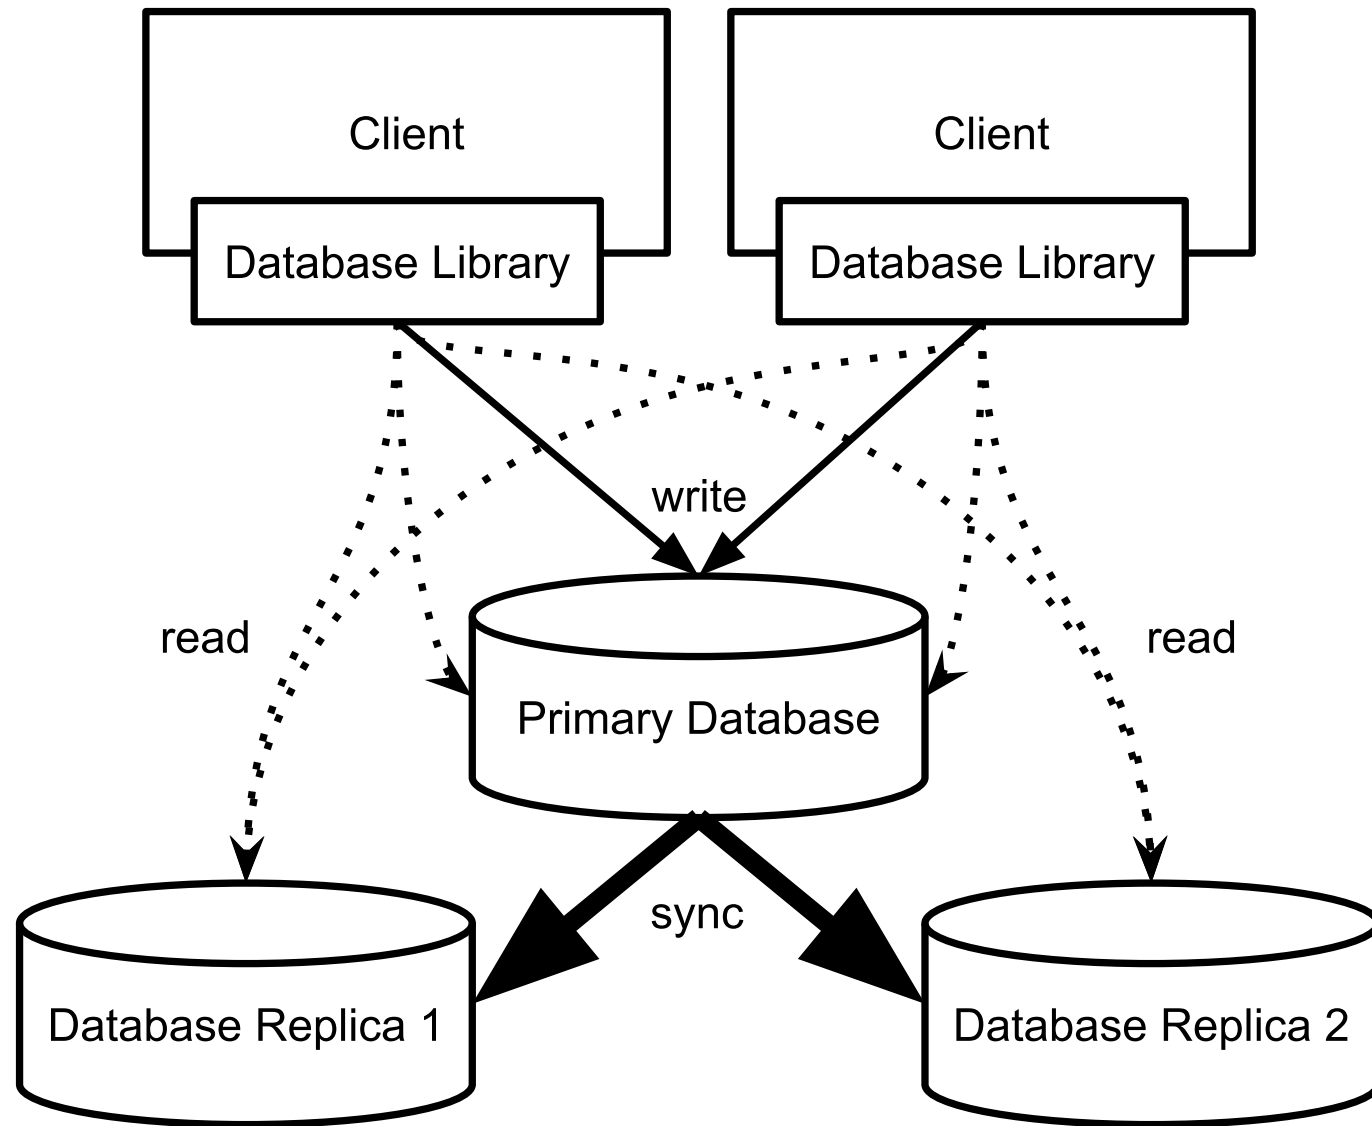 Client
Client
Database Library
Database Library
write
read
read
Primary Database
sync
Database Replica 1
Database Replica 2